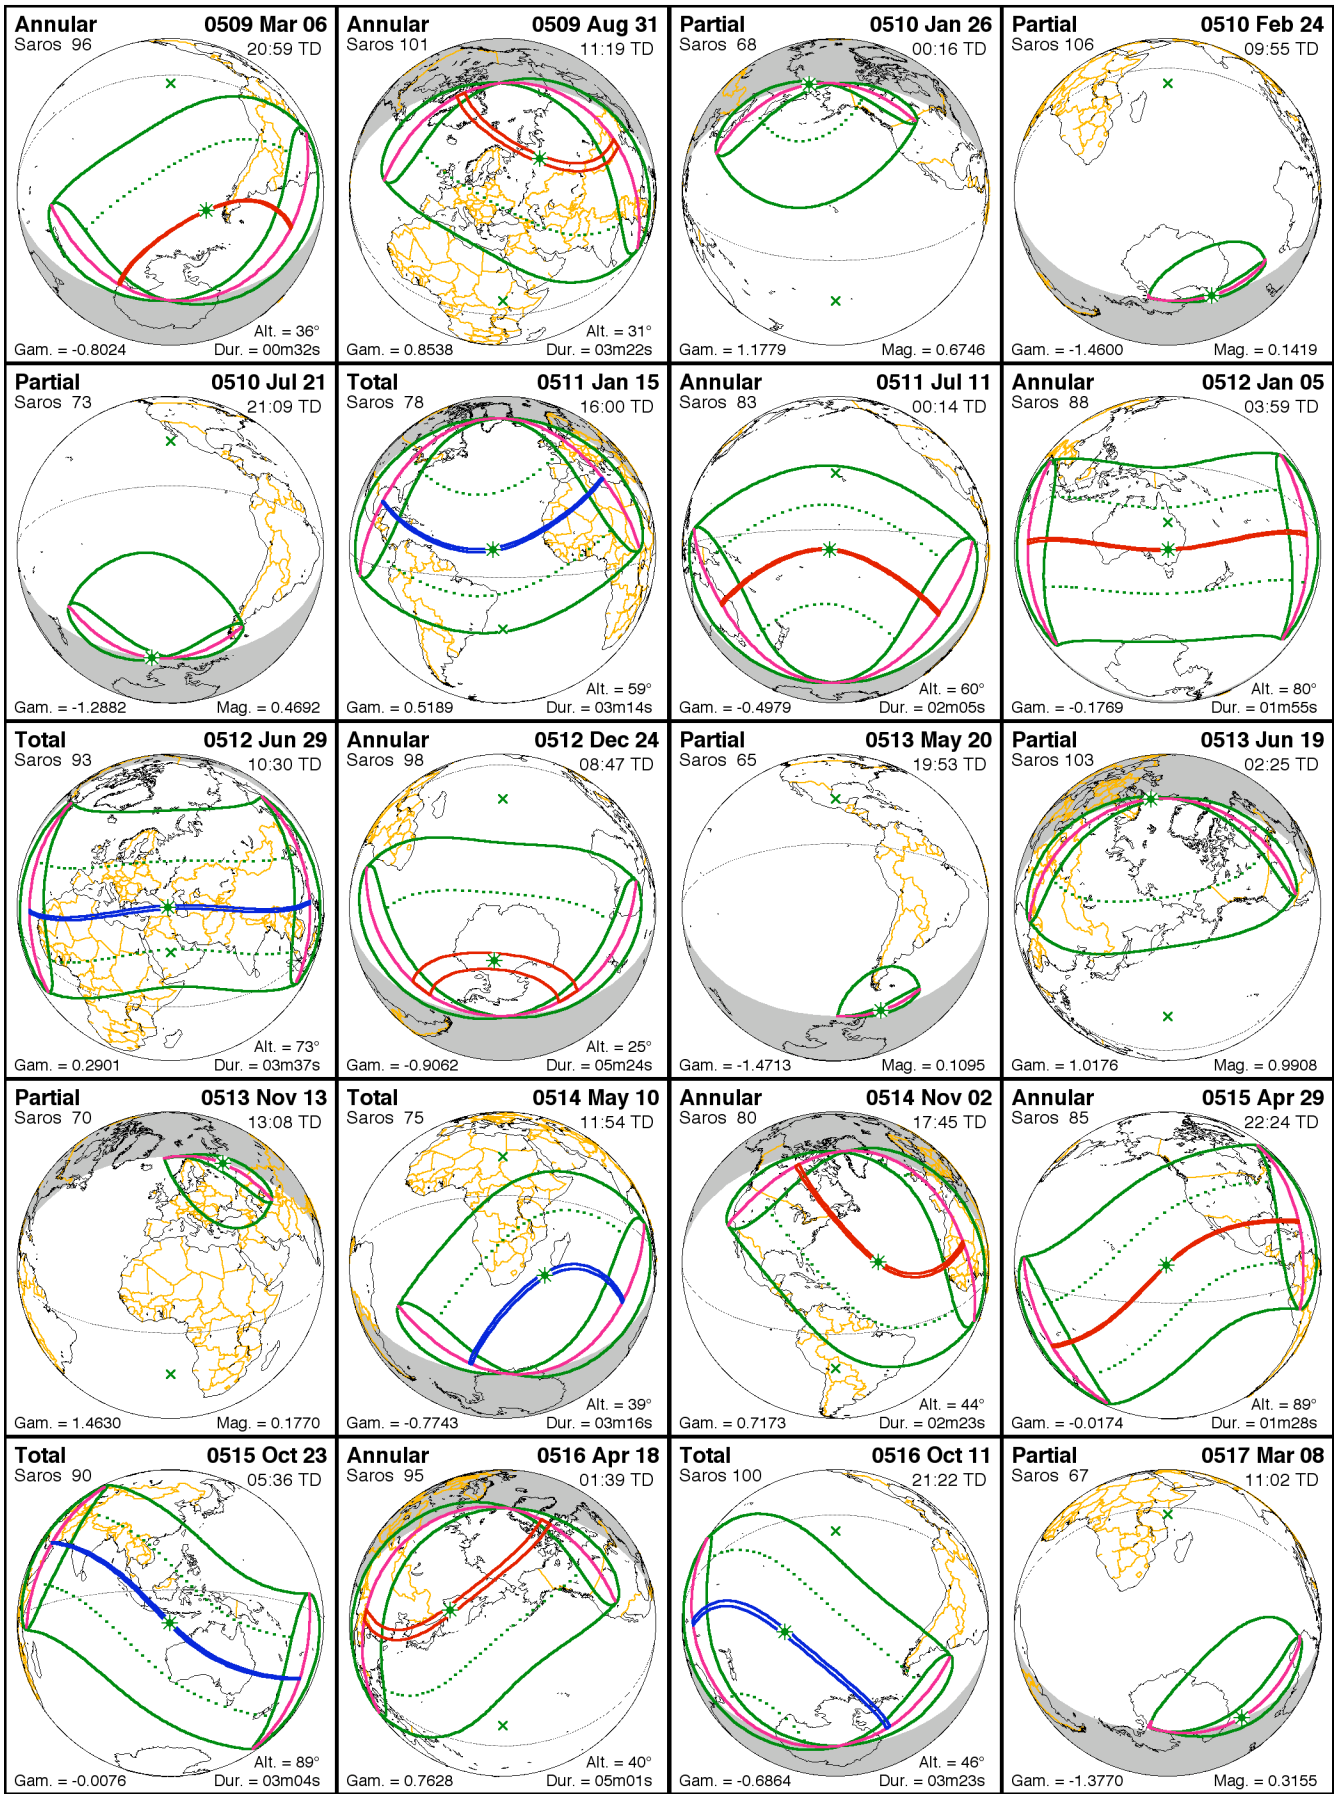 Annular 0509 Mar 06
Saros 96 20:59 TD
Alt. = 36°
Gam. = -0.8024 Dur. = 00m32s
Annular 0509 Aug 31
Saros 101 11:19 TD
Alt. = 31°
Gam. = 0.8538 Dur. = 03m22s
Partial 0510 Jan 26
Saros 68 00:16 TD
Gam. = 1.1779 Mag. = 0.6746
Partial 0510 Feb 24
Saros 106 09:55 TD
Gam. = -1.4600 Mag. = 0.1419
Partial 0510 Jul 21
Saros 73 21:09 TD
Gam. = -1.2882 Mag. = 0.4692
Total 0511 Jan 15
Saros 78 16:00 TD
Alt. = 59°
Gam. = 0.5189 Dur. = 03m14s
Annular 0511 Jul 11
Saros 83 00:14 TD
Alt. = 60°
Gam. = -0.4979 Dur. = 02m05s
Annular 0512 Jan 05
Saros 88 03:59 TD
Alt. = 80°
Gam. = -0.1769 Dur. = 01m55s
Total 0512 Jun 29
Saros 93 10:30 TD
Alt. = 73°
Gam. = 0.2901 Dur. = 03m37s
Annular 0512 Dec 24
Saros 98 08:47 TD
Alt. = 25°
Gam. = -0.9062 Dur. = 05m24s
Partial 0513 May 20
Saros 65 19:53 TD
Gam. = -1.4713 Mag. = 0.1095
Partial 0513 Jun 19
Saros 103 02:25 TD
Gam. = 1.0176 Mag. = 0.9908
Partial 0513 Nov 13
Saros 70 13:08 TD
Gam. = 1.4630 Mag. = 0.1770
Total 0514 May 10
Saros 75 11:54 TD
Alt. = 39°
Gam. = -0.7743 Dur. = 03m16s
Annular 0514 Nov 02
Saros 80 17:45 TD
Alt. = 44°
Gam. = 0.7173 Dur. = 02m23s
Annular 0515 Apr 29
Saros 85 22:24 TD
Alt. = 89°
Gam. = -0.0174 Dur. = 01m28s
Total 0515 Oct 23
Saros 90 05:36 TD
Alt. = 89°
Gam. = -0.0076 Dur. = 03m04s
Annular 0516 Apr 18
Saros 95 01:39 TD
Alt. = 40°
Gam. = 0.7628 Dur. = 05m01s
Total 0516 Oct 11
Saros 100 21:22 TD
Alt. = 46°
Gam. = -0.6864 Dur. = 03m23s
Partial 0517 Mar 08
Saros 67 11:02 TD
Gam. = -1.3770 Mag. = 0.3155